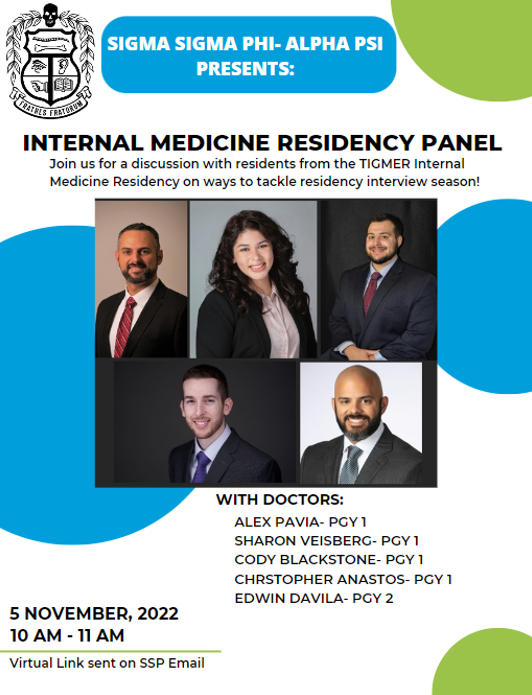 FRATRES FRATORUM
SIGMA SIGMA PHI- ALPHA PSI
PRESENTS:
INTERNAL MEDICINE RESIDENCY PANEL
Join us for a discussion with residents from the TIGMER Internal
Medicine Residency on ways to tackle residency interview season!
WITH DOCTORS:
ALEX PAVIA- PGY 1
SHARON VEISBERG- PGY 1
CODY BLACKSTONE- PGY 1
CHRSTOPHER ANASTOS- PGY 1
EDWIN DAVILA- PGY 2
5 NOVEMBER, 2022
10 AM - 11 AM
Virtual Link sent on SSP Email